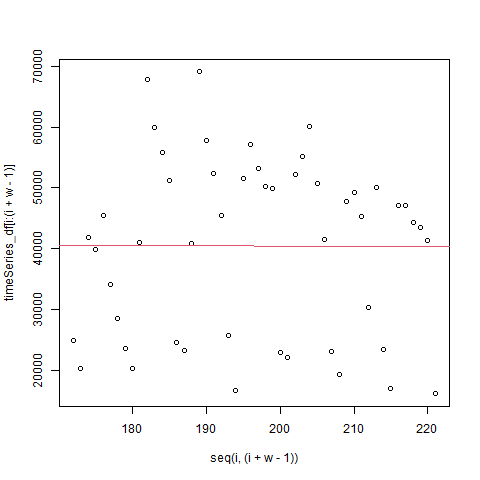 70000
60000
50000
40000
30000
20000
timeSeries_df[i:(i + w - 1)]
180 190 200 210 220
seq(i, (i + w - 1))